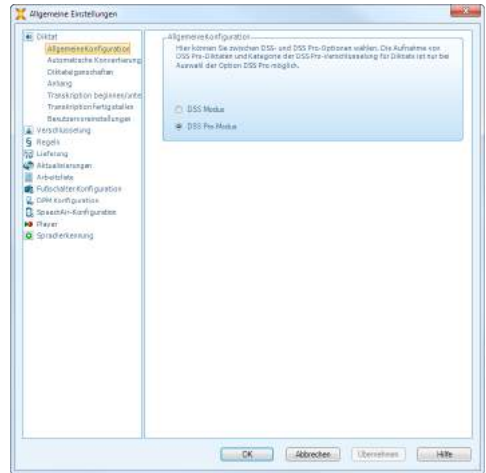 Allgemeine Einstellungen
Diktat
Allgemeine Konfiguration
Automatische Konvertierung
Diktateigenschaften
Anhang
Transkription beginnen/unte
Transkription fertigstellen
Benutzervoreinstellungen
Verschlüsselung
Regeln
Lieferung
Aktualisierungen
Arbeitsliste
Fußschalter Konfiguration
DPM Konfiguration
SpeechAir-Konfiguration
Player
Spracherkennung
Allgemeine Konfiguration
Hier können Sie zwischen DSS- und DSS Pro-Optionen wählen. Die Aufnahme von
DSS Pro-Diktaten und Kategorie der DSS Pro-Verschlüsselung für Diktate ist nur bei
Auswahl der Option DSS Pro möglich.
DSS Modus
DSS Pro Modus
OK
Abbrechen
Übernehmen
Hilfe